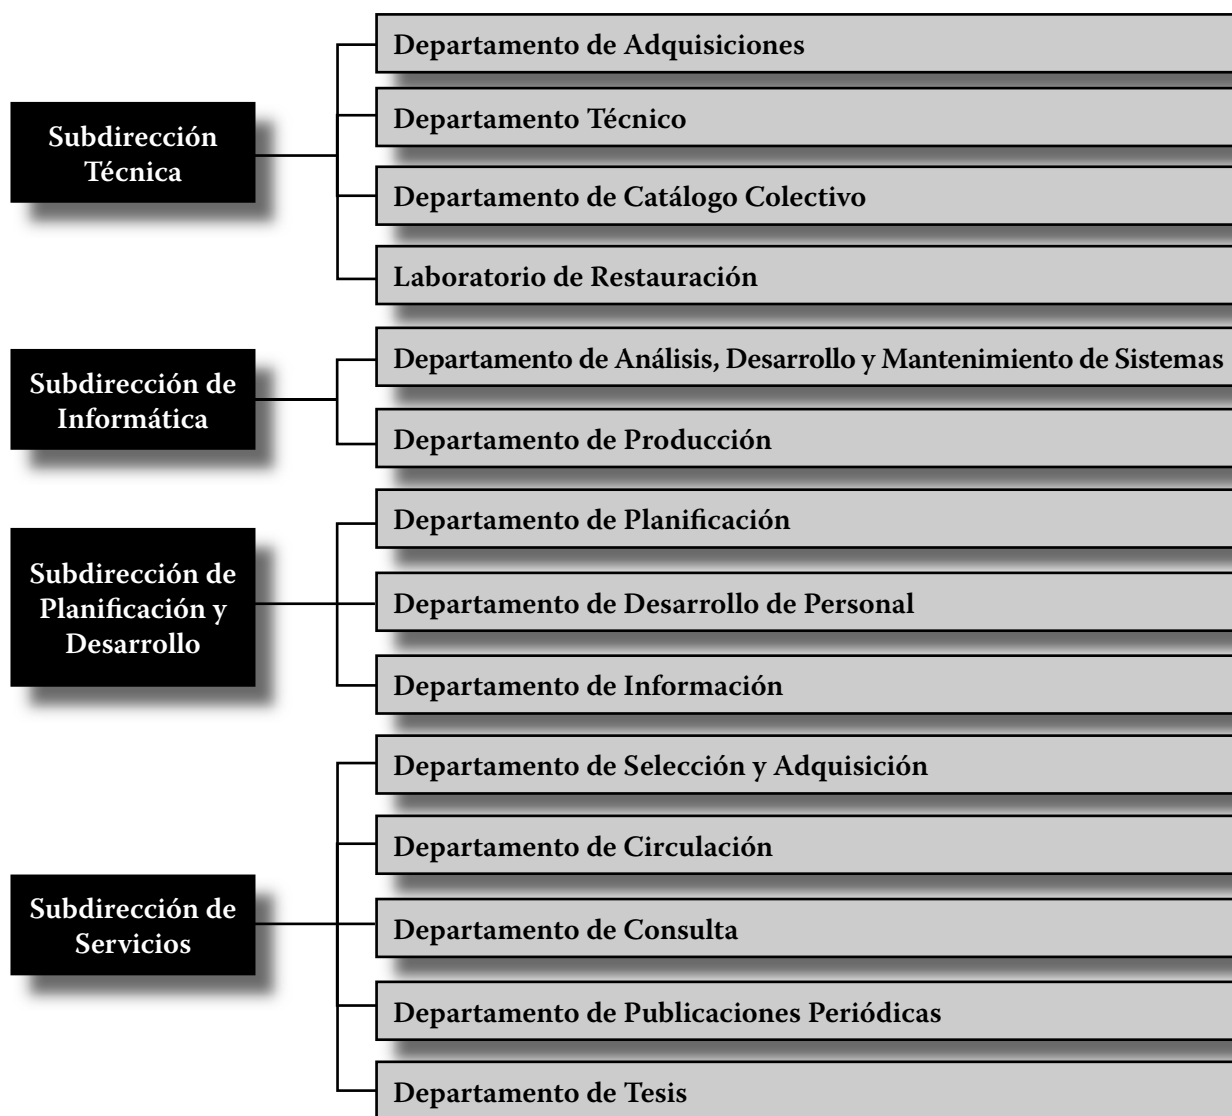 Subdirección
Técnica
Departamento de Adquisiciones
Departamento Técnico
Departamento de Catálogo Colectivo
Laboratorio de Restauración
Subdirección de
Informática
Departamento de Análisis, Desarrollo y Mantenimiento de Sistemas
Departamento de Producción
Subdirección de
Planificación y
Desarrollo
Departamento de Planificación
Departamento de Desarrollo de Personal
Departamento de Información
Subdirección de
Servicios
Departamento de Selección y Adquisición
Departamento de Circulación
Departamento de Consulta
Departamento de Publicaciones Periódicas
Departamento de Tesis